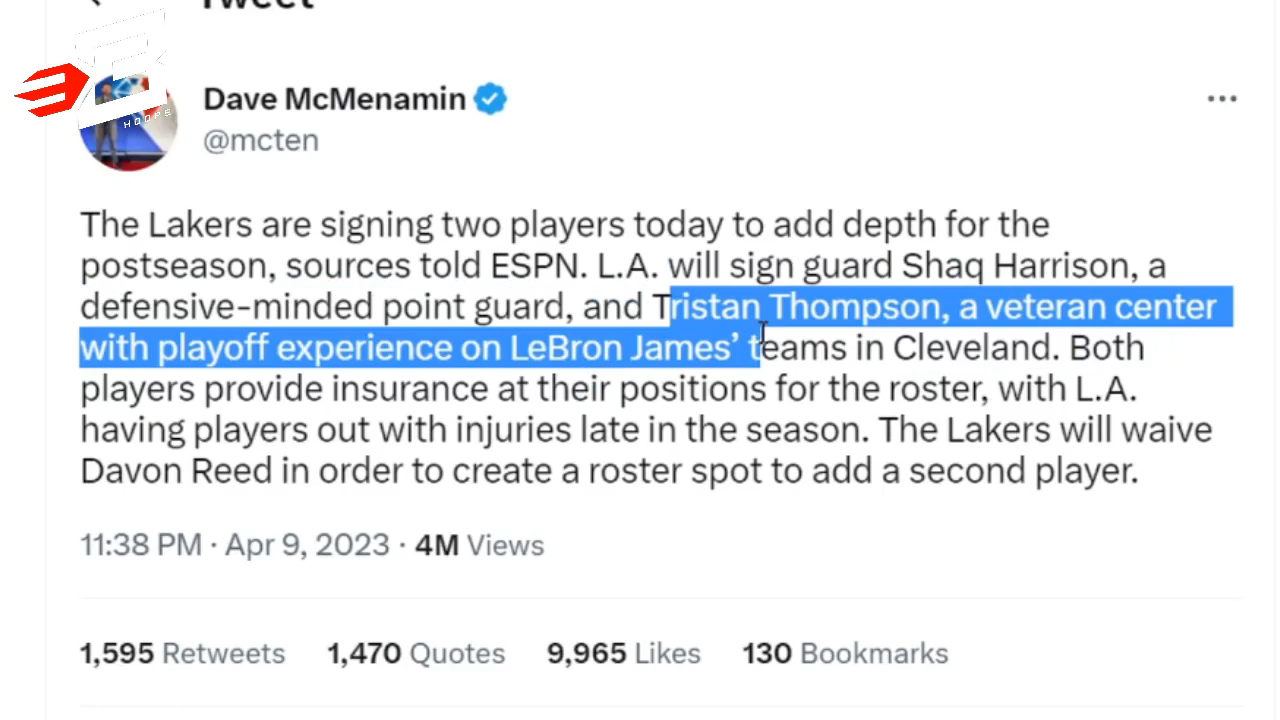 Tweet
HOOPS
Dave McMenamin
@mcten
The Lakers are signing two players today to add depth for the
postseason, sources told ESPN. L.A. will sign guard Shaq Harrison, a
defensive-minded point guard, and Tristan Thompson, a veteran center
with playoff experience on LeBron James’ teams in Cleveland. Both
players provide insurance at their positions for the roster, with L.A.
having players out with injuries late in the season. The Lakers will waive
Davon Reed in order to create a roster spot to add a second player.
11:38 PM · Apr 9, 2023 · 4M Views
1,595 Retweets 1,470 Quotes 9,965 Likes 130 Bookmarks